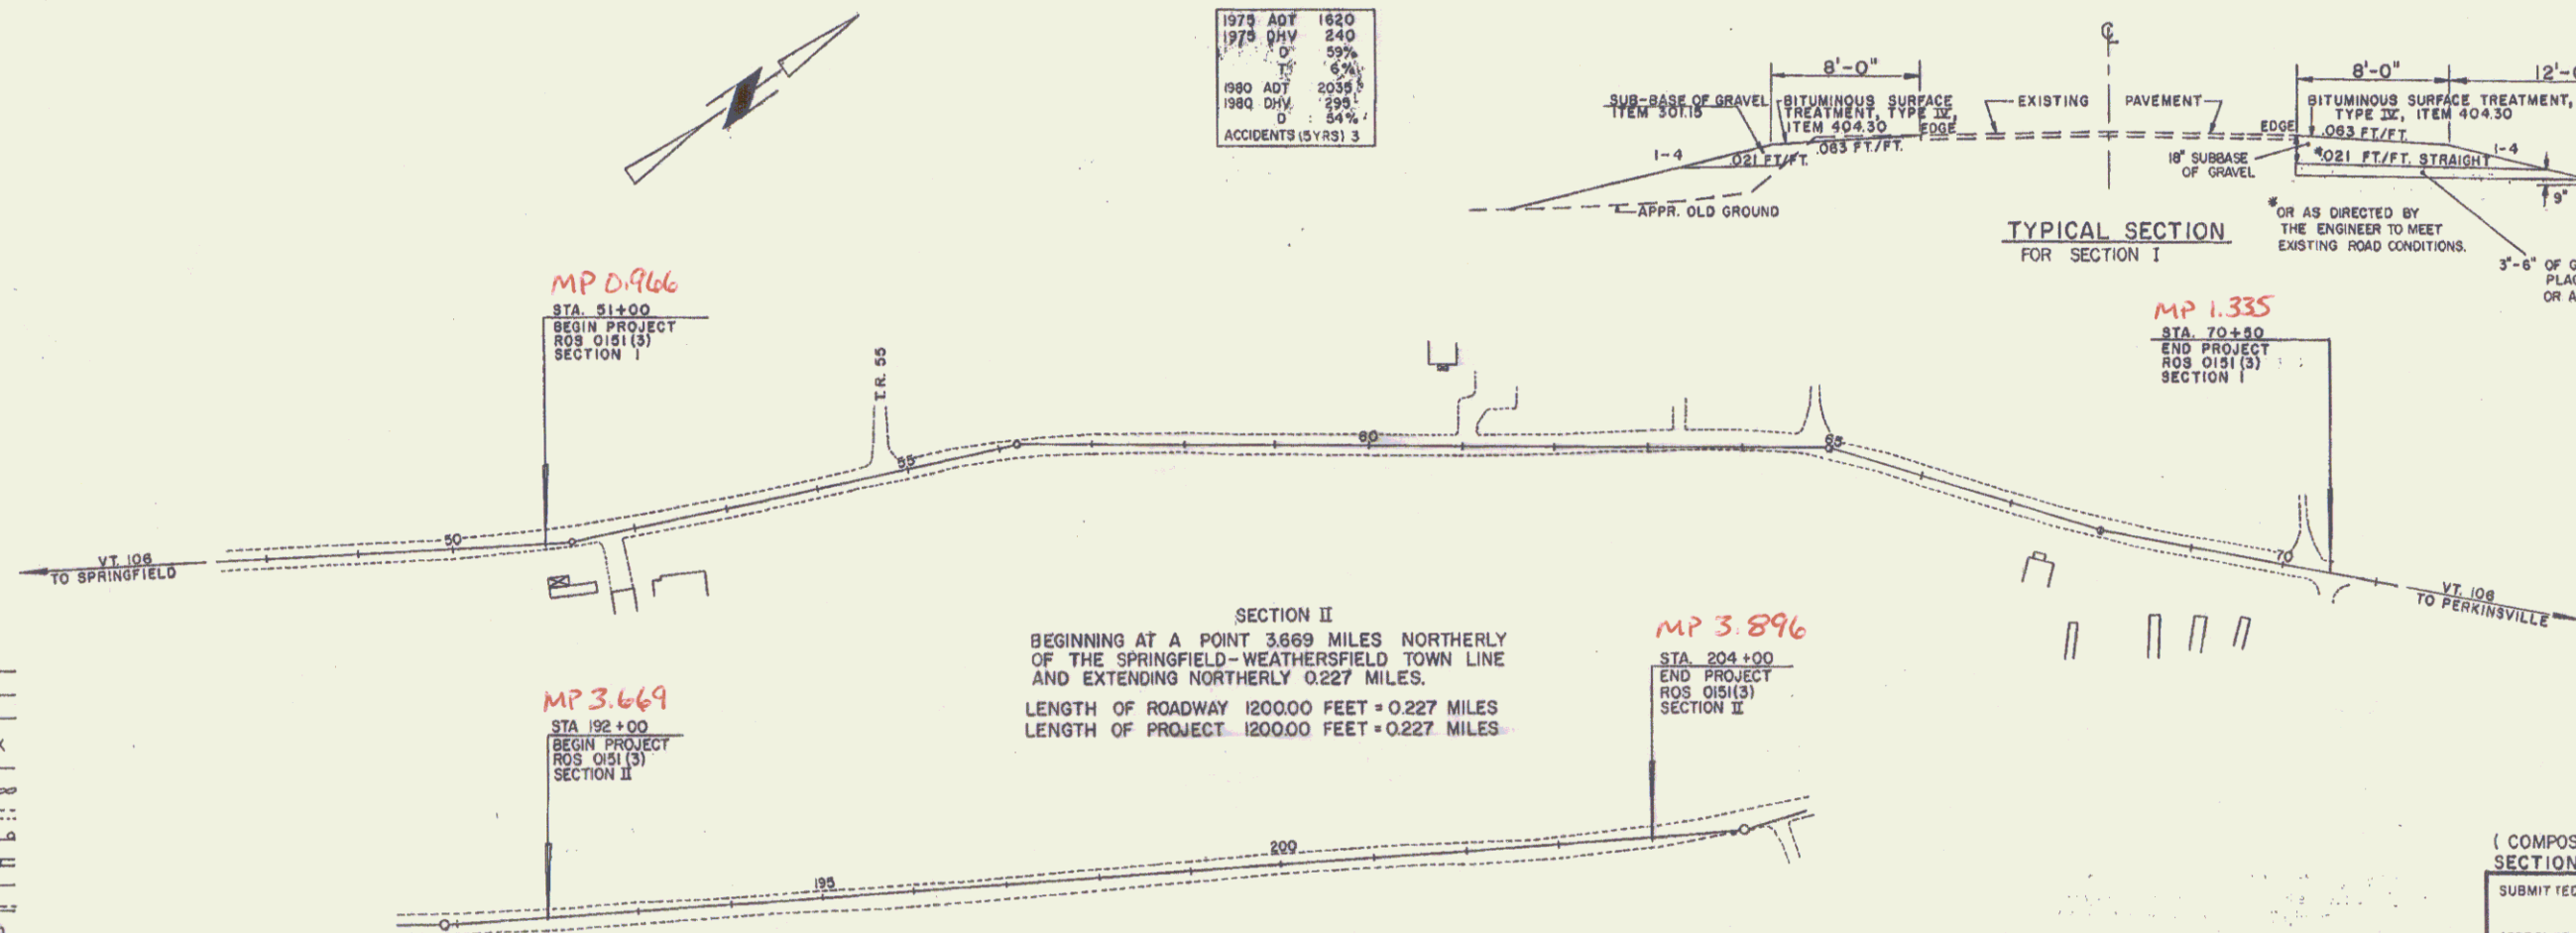 1975 ADT 1620
1975 DHV 240
D 59%
T 6%
1980 ADT 2035
1980 DHV 295
D 54%
ACCIDENTS (5YRS) 3
℄
8'-0"
8'-0"
SUB-BASE OF GRAVEL
ITEM 301.15
BITUMINOUS SURFACE
TREATMENT, TYPE IV,
ITEM 404.30
EDGE
EXISTING
PAVEMENT
EDGE
BITUMINOUS SURFACE TREATMENT,
TYPE IV, ITEM 404.30
.063 FT./FT.
1-4
.021 FT/FT.
.063 FT./FT.
18" SUBBASE
OF GRAVEL
*.021 FT./FT. STRAIGHT
1-4
9"
APPR. OLD GROUND
TYPICAL SECTION
FOR SECTION I
*OR AS DIRECTED BY
THE ENGINEER TO MEET
EXISTING ROAD CONDITIONS.
3"-6" OF
OR
MP 0.966
STA. 51+00
BEGIN PROJECT
ROS 0151(3)
SECTION I
T.R. 55
MP 1.335
STA. 70+50
END PROJECT
ROS 0151(3)
SECTION I
50
55
60
65
70
VT. 106
TO SPRINGFIELD
VT. 106
TO PERKINSVILLE
SECTION II
BEGINNING AT A POINT 3.669 MILES NORTHERLY
OF THE SPRINGFIELD-WEATHERSFIELD TOWN LINE
AND EXTENDING NORTHERLY 0.227 MILES.
LENGTH OF ROADWAY 1200.00 FEET = 0.227 MILES
LENGTH OF PROJECT 1200.00 FEET = 0.227 MILES
MP 3.669
STA 192+00
BEGIN PROJECT
ROS 0151(3)
SECTION II
MP 3.896
STA. 204+00
END PROJECT
ROS 0151(3)
SECTION II
195
200
SECTION
SUBMITTED